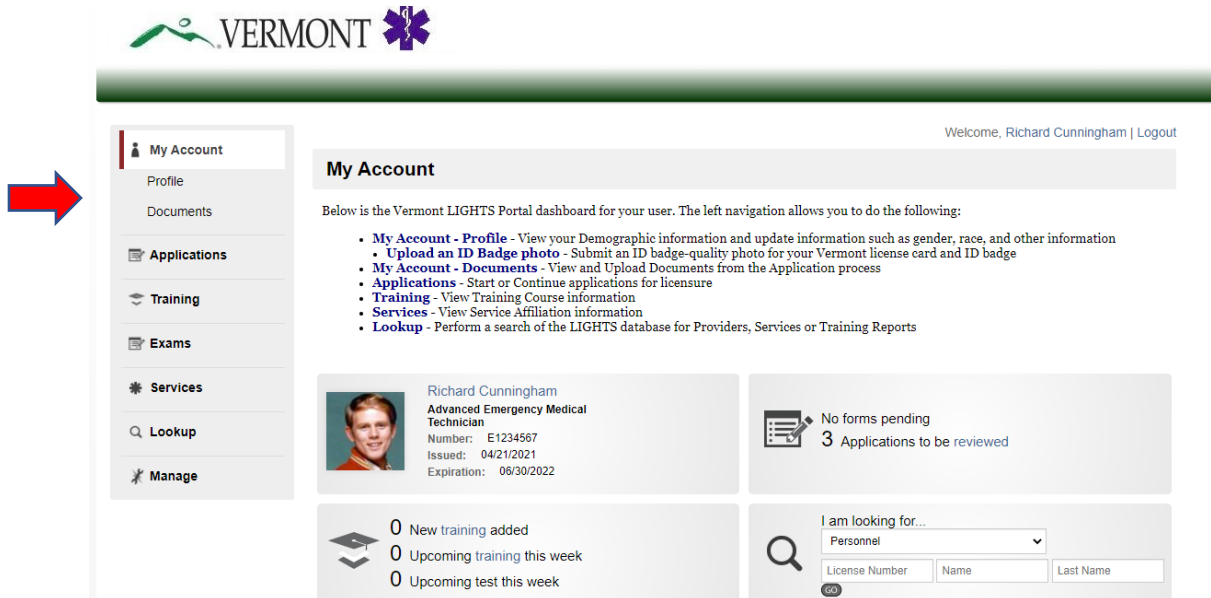 VERMONT
Welcome, Richard Cunningham | Logout
My Account
Profile
Documents
Applications
Training
Exams
Services
Lookup
Manage
My Account
Below is the Vermont LIGHTS Portal dashboard for your user. The left navigation allows you to do the following:
• My Account - Profile - View your Demographic information and update information such as gender, race, and other information
• Upload an ID Badge photo - Submit an ID badge-quality photo for your Vermont license card and ID badge
• My Account - Documents - View and Upload Documents from the Application process
• Applications - Start or Continue applications for licensure
• Training - View Training Course information
• Services - View Service Affiliation information
• Lookup - Perform a search of the LIGHTS database for Providers, Services or Training Reports
Richard Cunningham
Advanced Emergency Medical
Technician
Number: E1234567
Issued: 04/21/2021
Expiration: 06/30/2022
No forms pending
3 Applications to be reviewed
0 New training added
0 Upcoming training this week
0 Upcoming test this week
I am looking for...
Personnel
License Number Name Last Name
GO